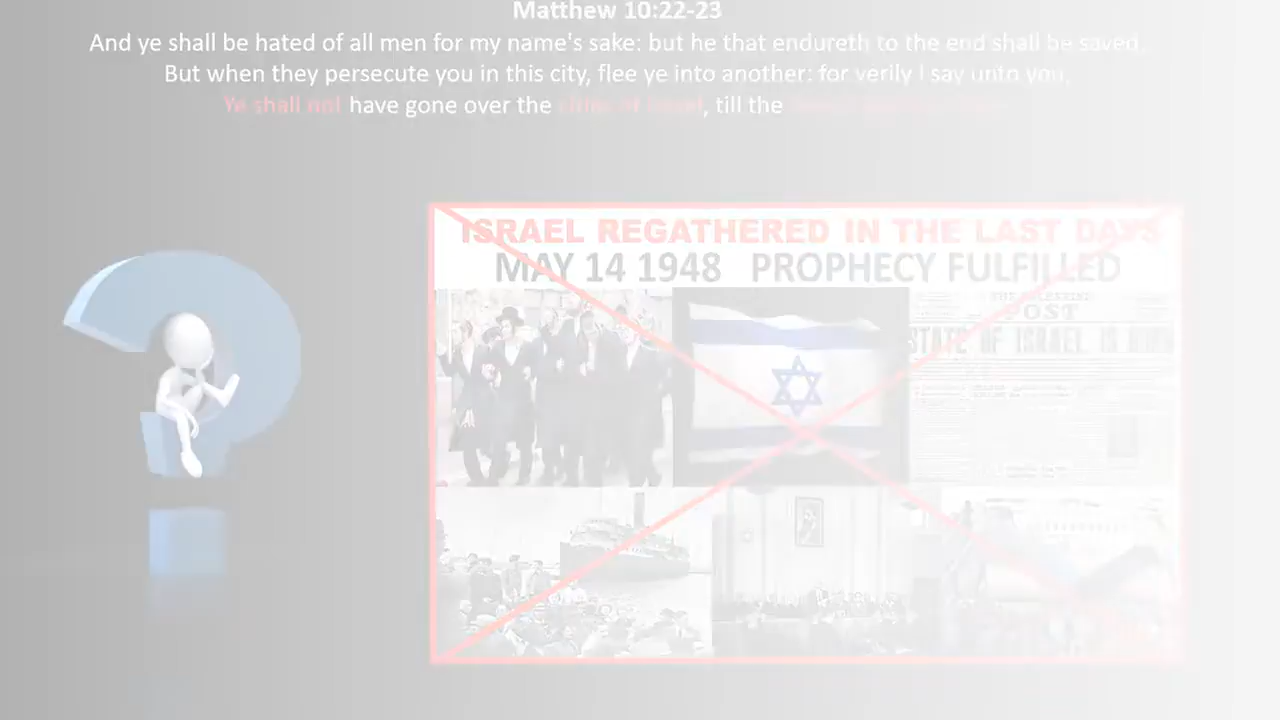 Matthew 10:22-23
And ye shall be hated of all men for my name's sake: but he that endureth to the end shall be saved.
But when they persecute you in this city, flee ye into another: for verily I say unto you,
Ye shall not have gone over the cities of Israel, till the
ISRAEL REGATHERED IN THE LAST DAYS
MAY 14 1948 PROPHECY FULFILLED
POST
STATE OF ISRAEL IS